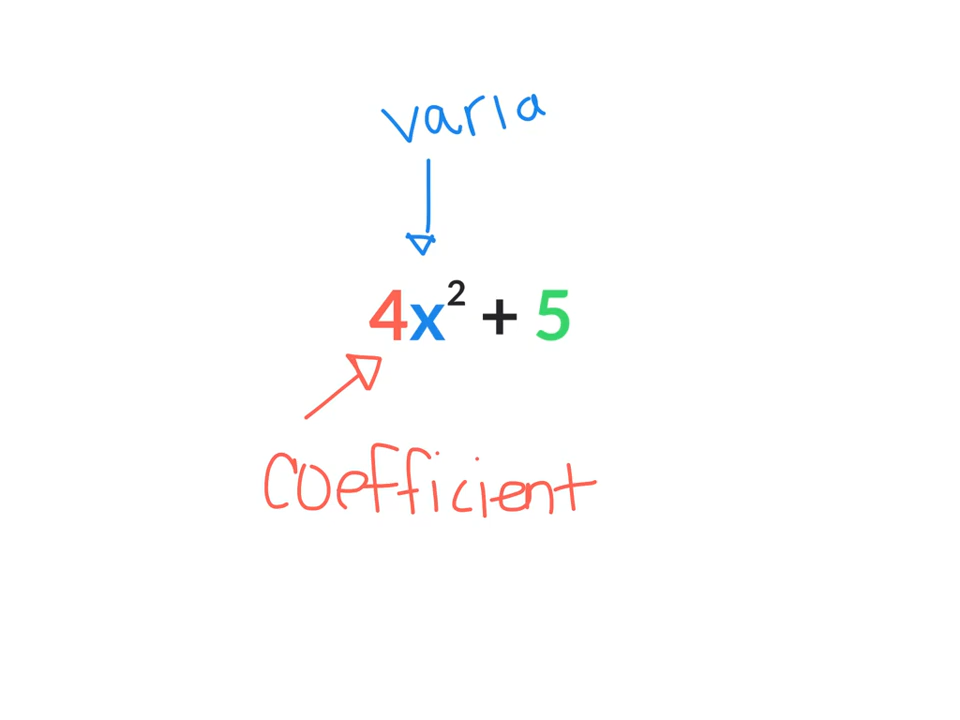 varia
4x² + 5
coefficient